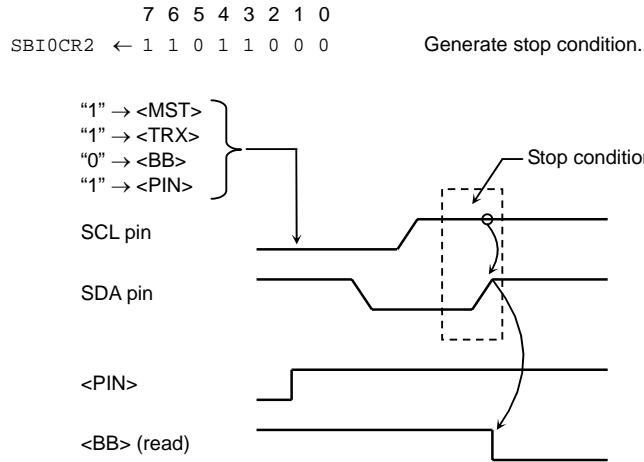 7 6 5 4 3 2 1 0
SBI0CR2 ← 1 1 0 1 1 0 0 0 Generate stop condition.
“1” → <MST>
“1” → <TRX>
“0” → <BB>
“1” → <PIN>
Stop condition
SCL pin
SDA pin
<PIN>
<BB> (read)